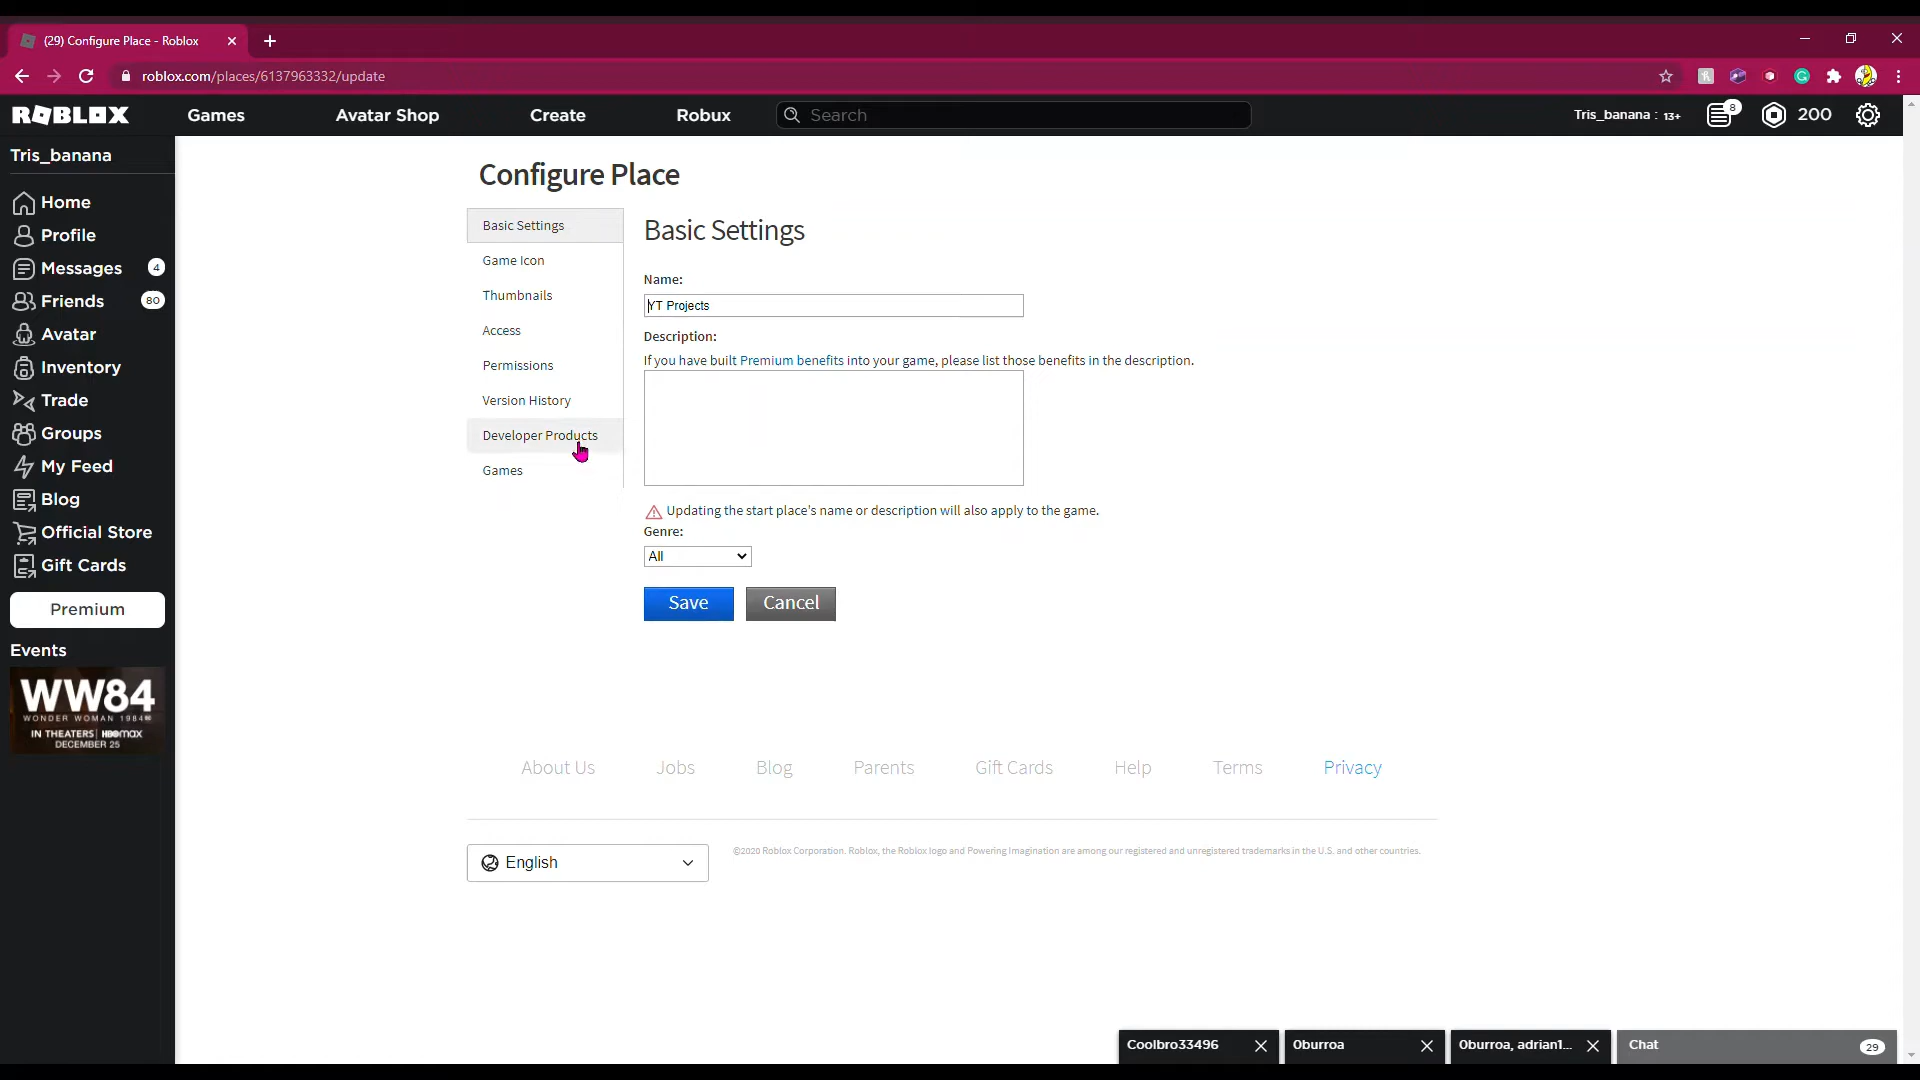 (29) Configure Place - Roblox
roblox.com/places/6137963332/update
ROBLOX
Games
Avatar Shop
Create
Robux
Search
Tris_banana : 13+
8
200
Tris_banana
Home
Profile
Messages 4
Friends 80
Avatar
Inventory
Trade
Groups
My Feed
Blog
Official Store
Gift Cards
Premium
Events
WW84
WONDER WOMAN 1984
IN THEATERS HBOmax
DECEMBER 25
Configure Place
Basic Settings
Game Icon
Thumbnails
Access
Permissions
Version History
Developer Products
Games
Basic Settings
Name:
YT Projects
Description:
If you have built Premium benefits into your game, please list those benefits in the description.
Updating the start place's name or description will also apply to the game.
Genre:
All
Save
Cancel
About Us
Jobs
Blog
Parents
Gift Cards
Help
Terms
Privacy
English
©2020 Roblox Corporation. Roblox, the Roblox logo and Powering Imagination are among our registered and unregistered trademarks in the U.S. and other countries.
Coolbro33496
0burroa
0burroa, adrian1...
Chat
29